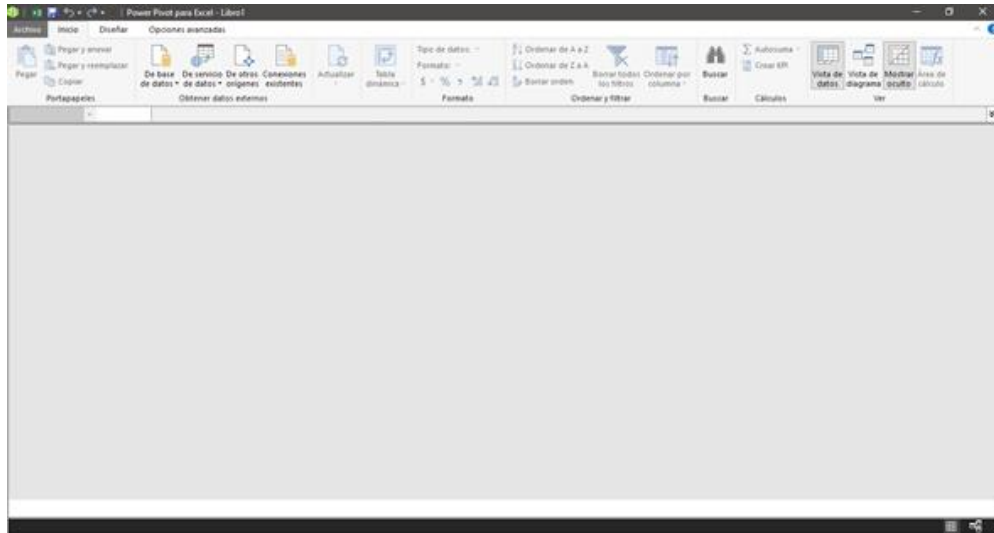 Power Pivot para Excel - Libro1
Archivo Inicio Diseñar Opciones avanzadas
Pegar
Pegar y anexar
Pegar y reemplazar
Copiar
Portapapeles
De base de datos
De servicio de datos
De otros orígenes
Conexiones existentes
Obtener datos externos
Actualizar
Tabla dinámica
Tipo de datos:
Formato:
$ % , .00
Formato
Ordenar de A a Z
Ordenar de Z a A
Borrar orden
Borrar todos los filtros
Ordenar por columna
Ordenar y filtrar
Buscar
Buscar
Autosuma
Crear KPI
Cálculos
Vista de datos
Vista de diagrama
Mostrar oculto
Área de cálculo
Ver